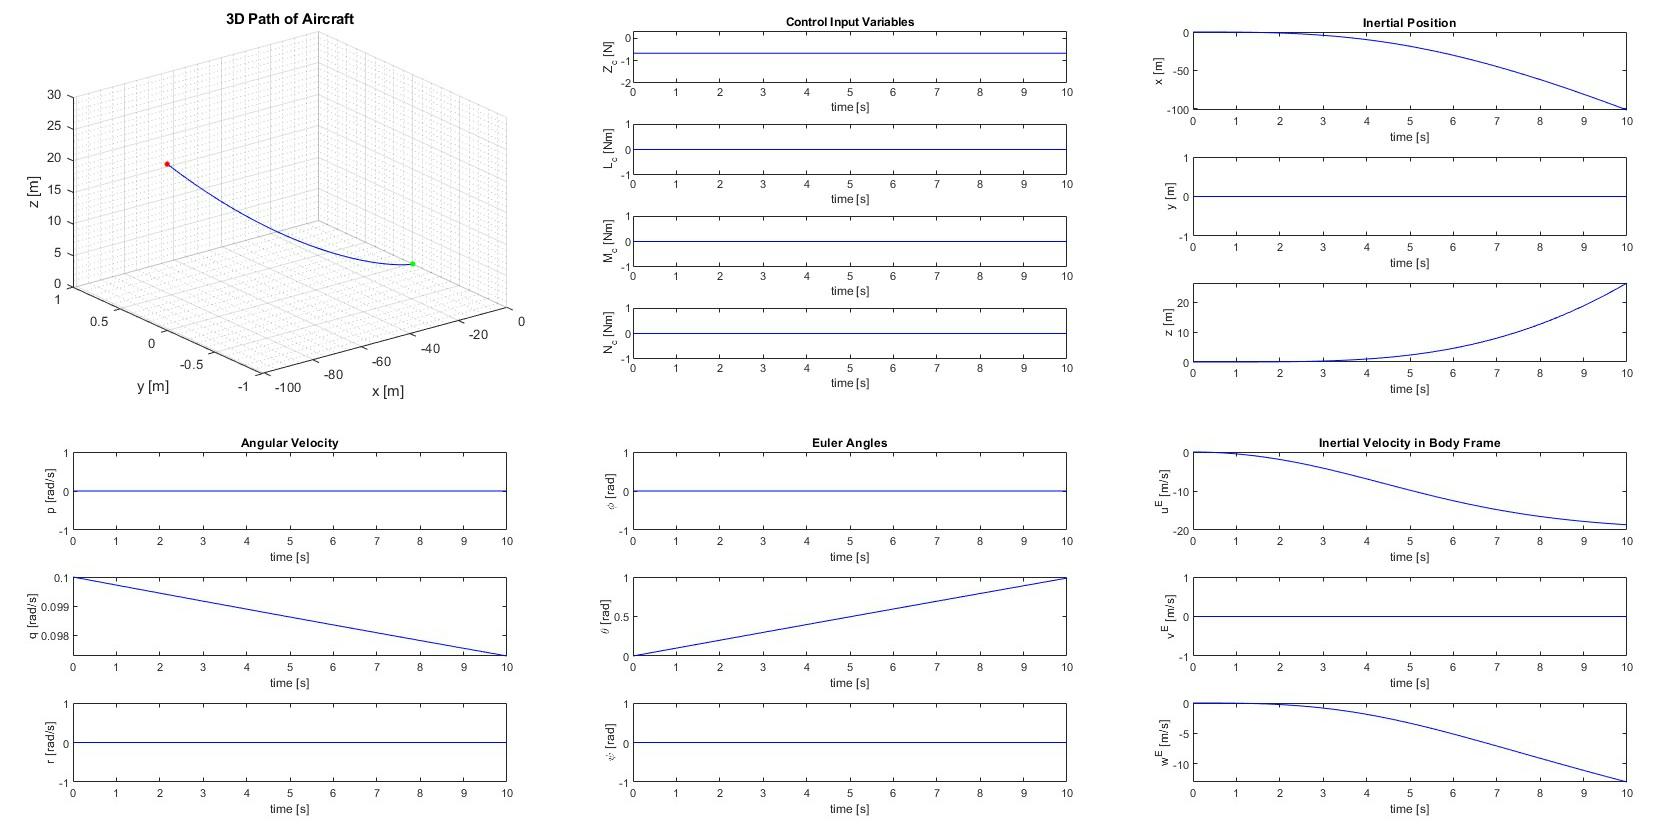 3D Path of Aircraft
30
25
20
15
10
5
0
z [m]
1
0.5
0
-0.5
-1
y [m]
-100
-80
-60
-40
-20
0
x [m]
Control Input Variables
0
-1
-2
Z_c [N]
0 1 2 3 4 5 6 7 8 9 10
time [s]
1
0
-1
L_c [Nm]
0 1 2 3 4 5 6 7 8 9 10
time [s]
1
0
-1
M_c [Nm]
0 1 2 3 4 5 6 7 8 9 10
time [s]
1
0
-1
N_c [Nm]
0 1 2 3 4 5 6 7 8 9 10
time [s]
Inertial Position
0
-50
-100
x [m]
0 1 2 3 4 5 6 7 8 9 10
time [s]
1
0
-1
y [m]
0 1 2 3 4 5 6 7 8 9 10
time [s]
20
10
0
z [m]
0 1 2 3 4 5 6 7 8 9 10
time [s]
Angular Velocity
1
0
-1
p [rad/s]
0 1 2 3 4 5 6 7 8 9 10
time [s]
0.1
0.099
0.098
q [rad/s]
0 1 2 3 4 5 6 7 8 9 10
time [s]
1
0
-1
r [rad/s]
0 1 2 3 4 5 6 7 8 9 10
time [s]
Euler Angles
1
0
-1
φ [rad]
0 1 2 3 4 5 6 7 8 9 10
time [s]
1
0.5
0
θ [rad]
0 1 2 3 4 5 6 7 8 9 10
time [s]
1
0
-1
ψ [rad]
0 1 2 3 4 5 6 7 8 9 10
time [s]
Inertial Velocity in Body Frame
0
-10
-20
u^E [m/s]
0 1 2 3 4 5 6 7 8 9 10
time [s]
1
0
-1
v^E [m/s]
0 1 2 3 4 5 6 7 8 9 10
time [s]
0
-5
-10
w^E [m/s]
0 1 2 3 4 5 6 7 8 9 10
time [s]